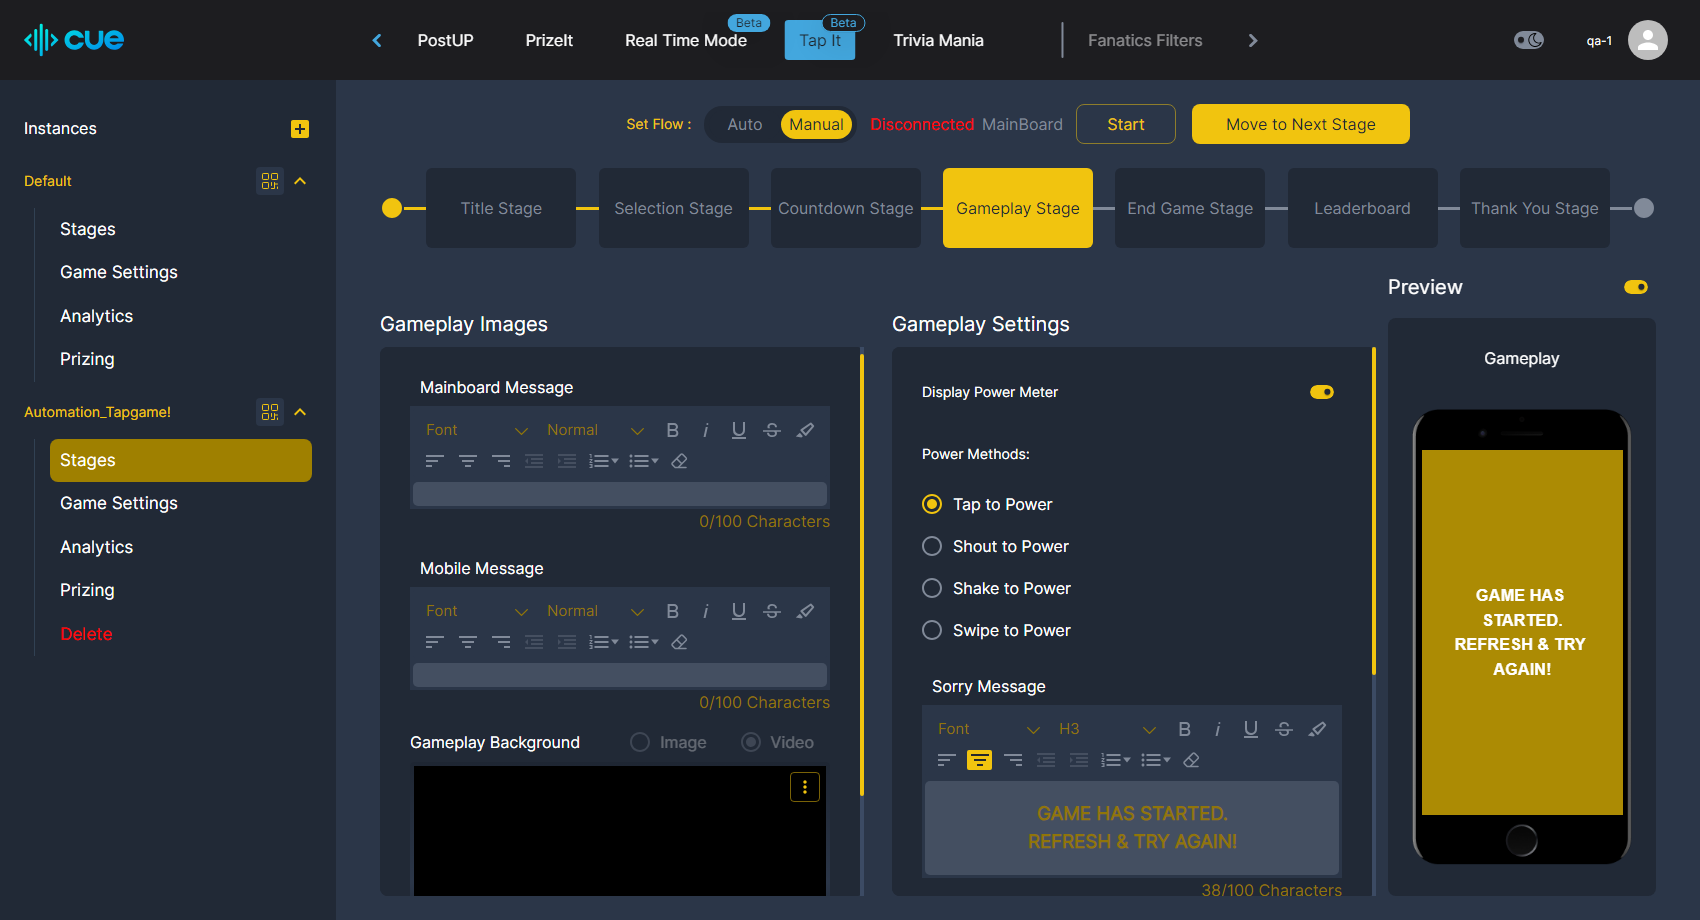 cue
PostUP
PrizeIt
Real Time Mode
Beta
Tap It
Beta
Trivia Mania
Fanatics Filters
qa-1
Instances
Default
Stages
Game Settings
Analytics
Prizing
Automation_Tapgame!
Stages
Game Settings
Analytics
Prizing
Delete
Set Flow :
Auto
Manual
Disconnected MainBoard
Start
Move to Next Stage
Title Stage
Selection Stage
Countdown Stage
Gameplay Stage
End Game Stage
Leaderboard
Thank You Stage
Gameplay Images
Mainboard Message
Font
Normal
B
i
U
S
0/100 Characters
Mobile Message
Font
Normal
B
i
U
S
0/100 Characters
Gameplay Background
Image
Video
Gameplay Settings
Display Power Meter
Power Methods:
Tap to Power
Shout to Power
Shake to Power
Swipe to Power
Sorry Message
Font
H3
B
i
U
S
GAME HAS STARTED.
REFRESH & TRY AGAIN!
38/100 Characters
Preview
Gameplay
GAME HAS
STARTED.
REFRESH & TRY
AGAIN!